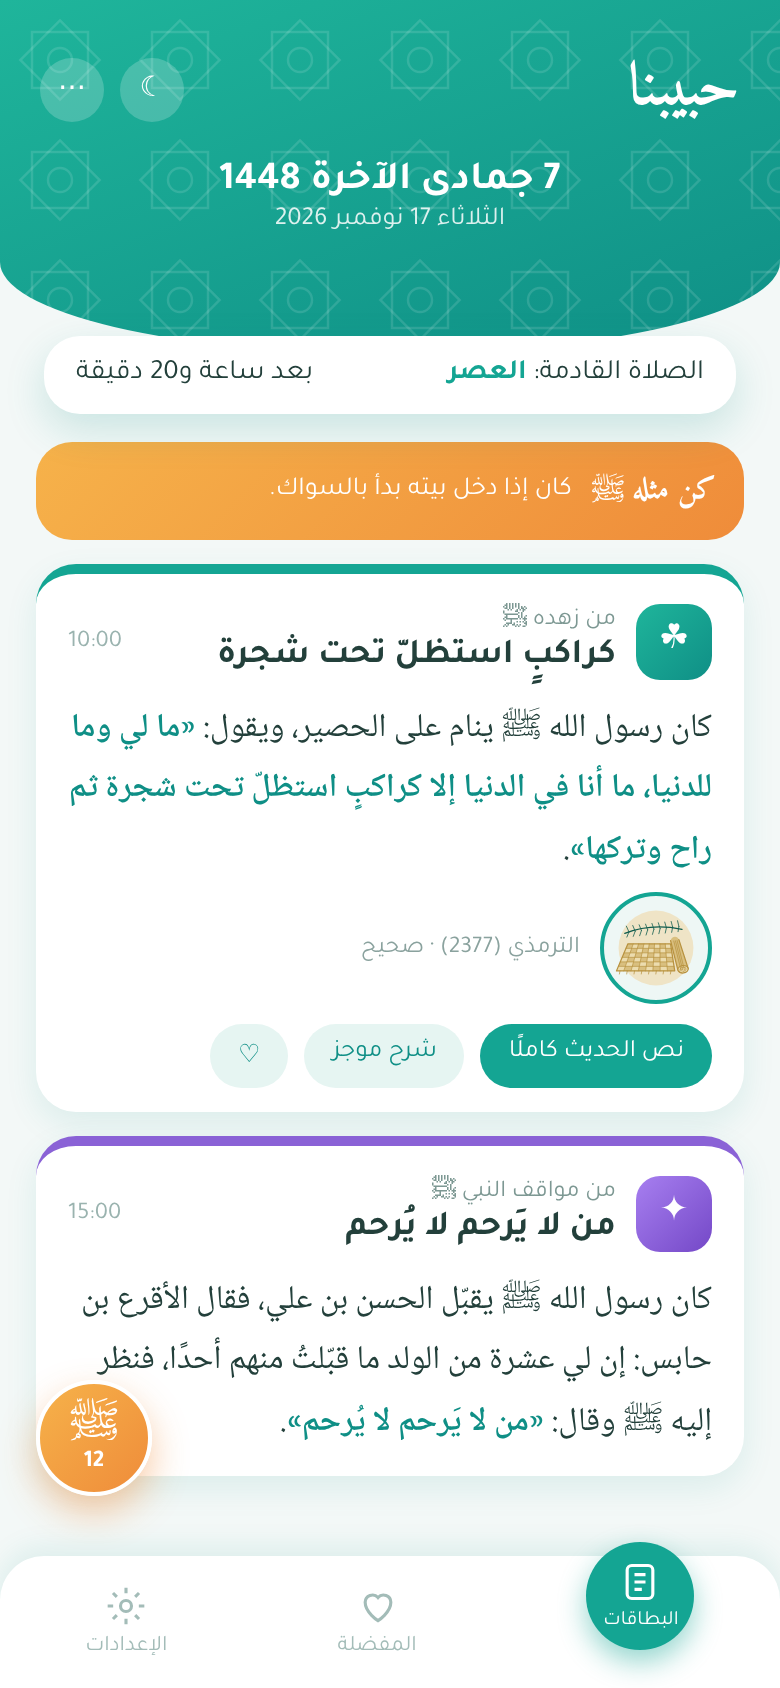 حبيبنا
7 جمادى الآخرة 1448
الثلاثاء 17 نوفمبر 2026
الصلاة القادمة: العصر
بعد ساعة و20 دقيقة
كن مثله ﷺ كان إذا دخل بيته بدأ بالسواك.
من زهده ﷺ
كراكبٍ استظلّ تحت شجرة
10:00
كان رسول الله ﷺ ينام على الحصير، ويقول: «ما لي وما
للدنيا، ما أنا في الدنيا إلا كراكبٍ استظلّ تحت شجرة ثم
راح وتركها».
الترمذي (2377) · صحيح
نص الحديث كاملًا
شرح موجز
من مواقف النبي ﷺ
من لا يَرحم لا يُرحم
15:00
كان رسول الله ﷺ يقبّل الحسن بن علي، فقال الأقرع بن
حابس: إن لي عشرة من الولد ما قبّلتُ منهم أحدًا، فنظر
إليه ﷺ وقال: «من لا يَرحم لا يُرحم».
ﷺ
12
البطاقات
المفضلة
الإعدادات